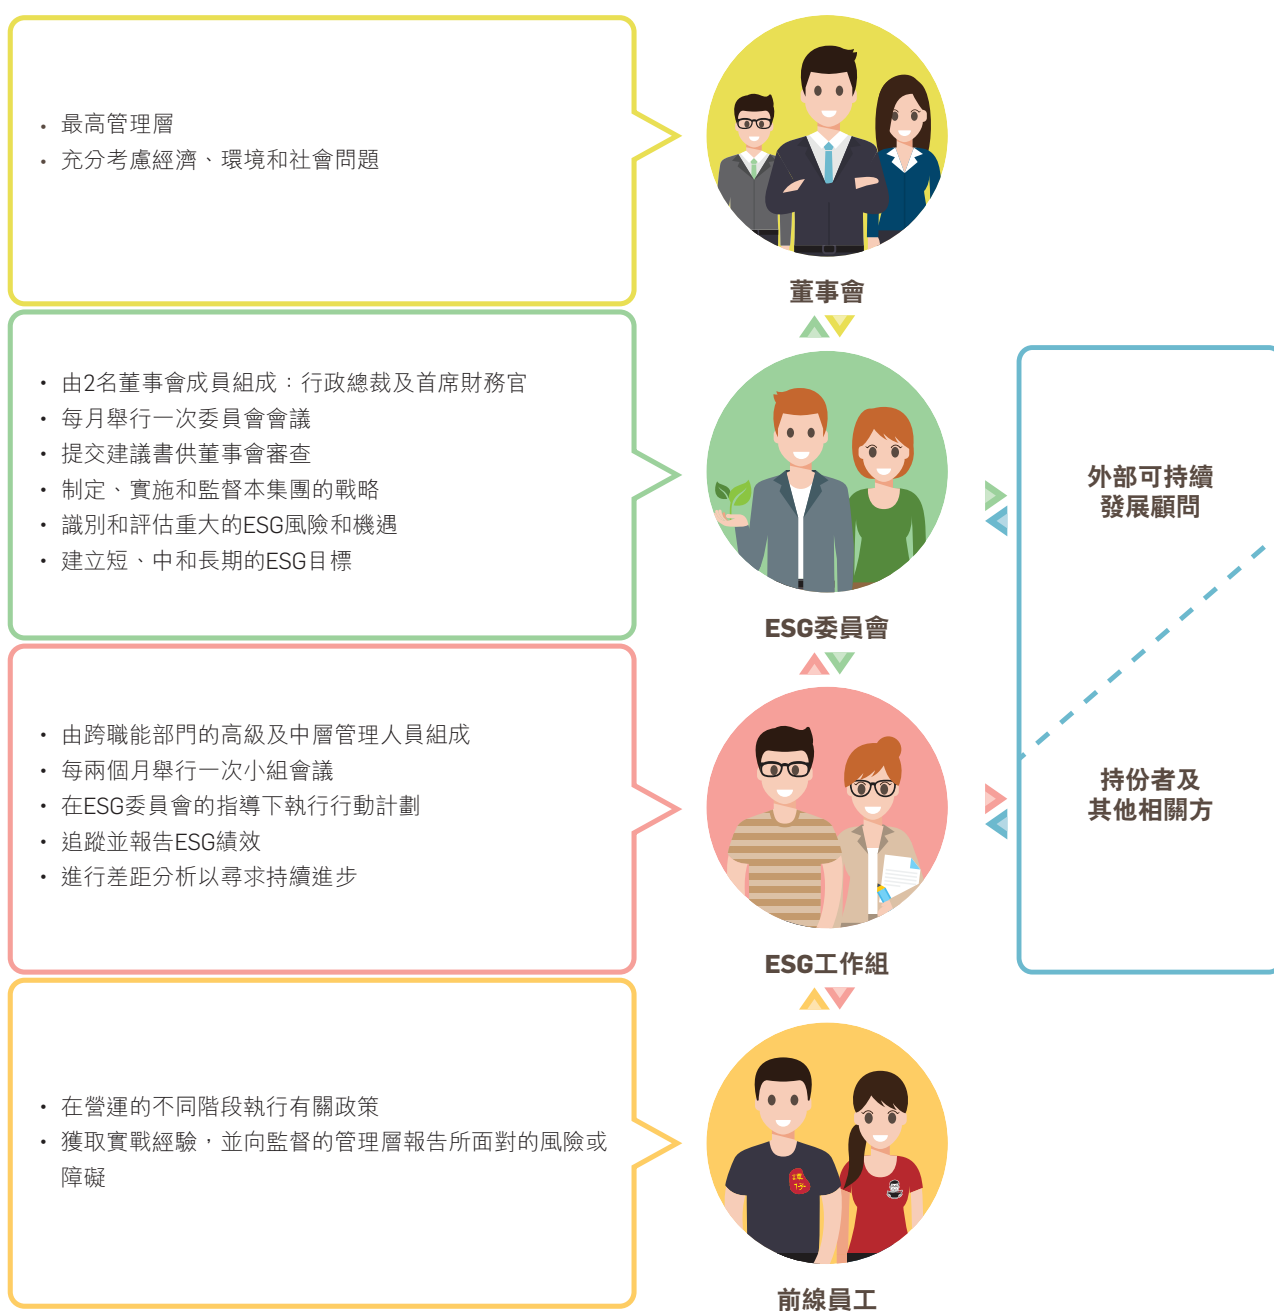 • 最高管理層
• 充分考慮經濟、環境和社會問題
董事會
• 由2名董事會成員組成：行政總裁及首席財務官
• 每月舉行一次委員會會議
• 提交建議書供董事會審查
• 制定、實施和監督本集團的戰略
• 識別和評估重大的ESG風險和機遇
• 建立短、中和長期的ESG目標
ESG委員會
外部可持續
發展顧問
• 由跨職能部門的高級及中層管理人員組成
• 每兩個月舉行一次小組會議
• 在ESG委員會的指導下執行行動計劃
• 追蹤並報告ESG績效
• 進行差距分析以尋求持續進步
ESG工作組
持份者及
其他相關方
• 在營運的不同階段執行有關政策
• 獲取實戰經驗，並向監督的管理層報告所面對的風險或
障礙
譚
仔
前線員工